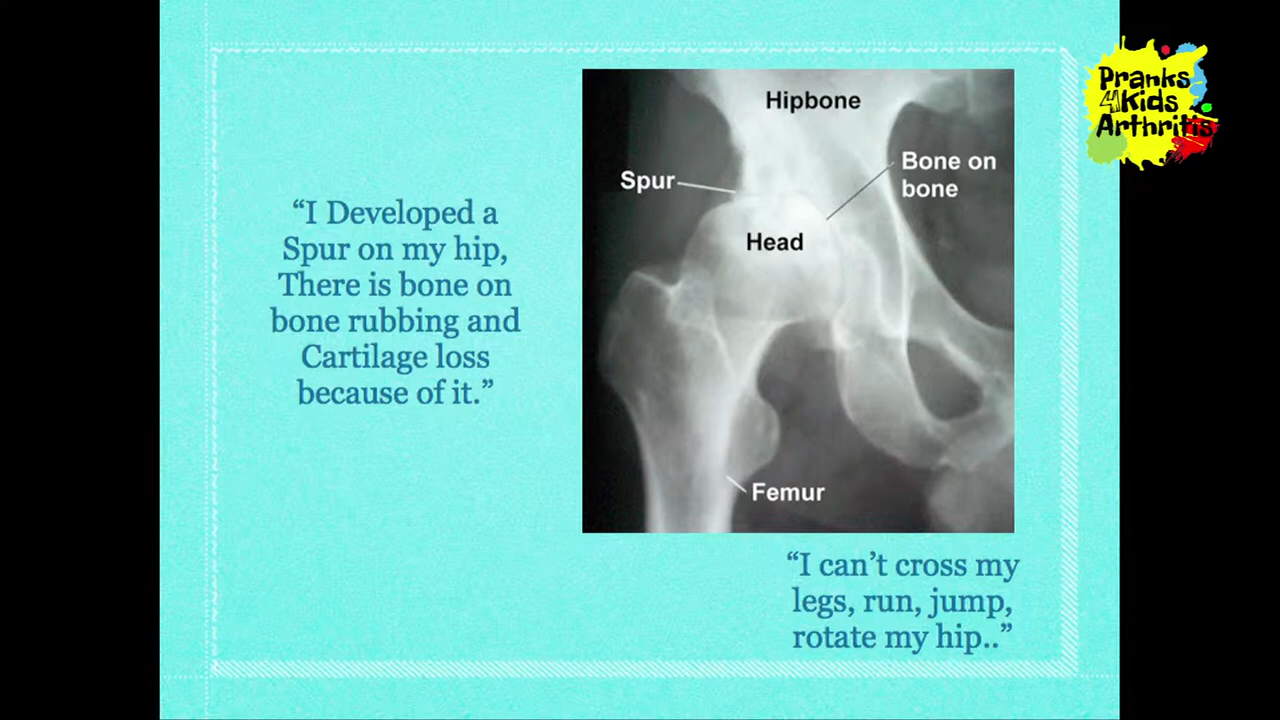 Pranks
4Kids
Arthritis
Hipbone
Spur
Bone on
bone
Head
Femur
“I Developed a
Spur on my hip,
There is bone on
bone rubbing and
Cartilage loss
because of it.”
“I can’t cross my
legs, run, jump,
rotate my hip..”